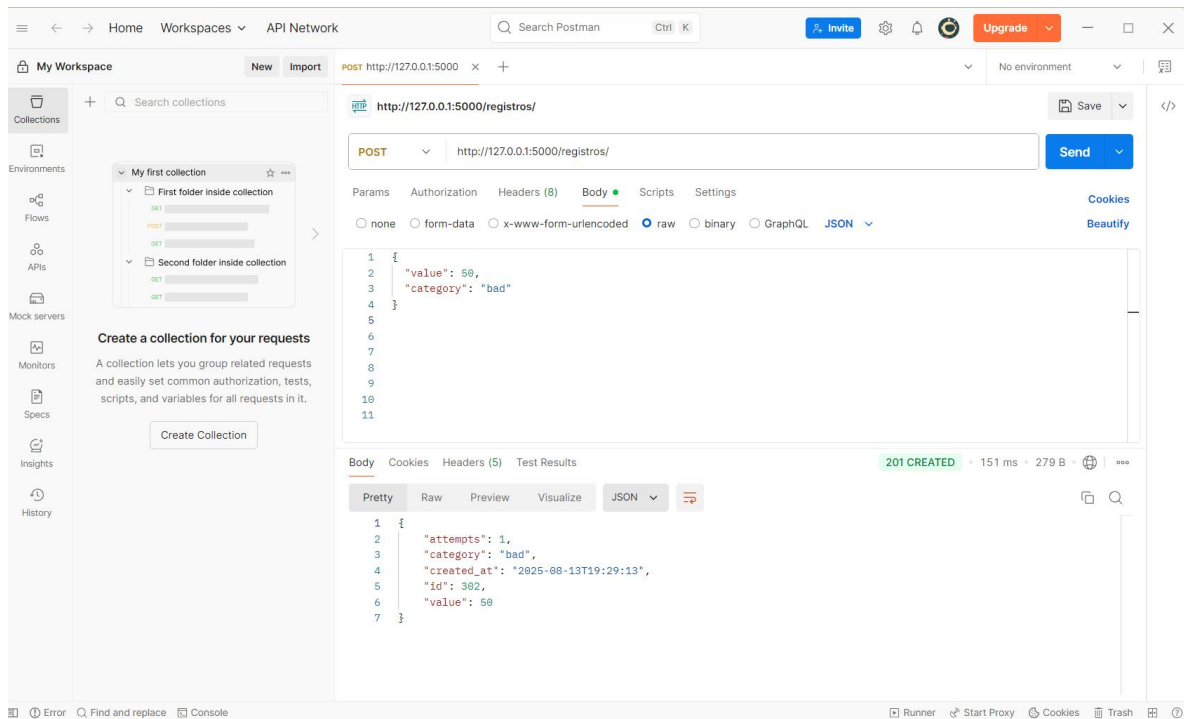 Home Workspaces API Network Search Postman Ctrl K Invite Upgrade
My Workspace New Import POST http://127.0.0.1:5000 No environment
Collections
Environments
Flows
APIs
Mock servers
Monitors
Specs
Insights
History
Search collections
My first collection
First folder inside collection
GET
POST
GET
Second folder inside collection
GET
GET
Create a collection for your requests
A collection lets you group related requests
and easily set common authorization, tests,
scripts, and variables for all requests in it.
Create Collection
HTTP http://127.0.0.1:5000/registros/ Save
POST http://127.0.0.1:5000/registros/ Send
Params Authorization Headers (8) Body Scripts Settings Cookies
none form-data x-www-form-urlencoded raw binary GraphQL JSON Beautify
1 {
2 "value": 50,
3 "category": "bad"
4 }
5
6
7
8
9
10
11
Body Cookies Headers (5) Test Results 201 CREATED 151 ms 279 B
Pretty Raw Preview Visualize JSON
1 {
2 "attempts": 1,
3 "category": "bad",
4 "created_at": "2025-08-13T19:29:13",
5 "id": 302,
6 "value": 50
7 }
Error Find and replace Console Runner Start Proxy Cookies Trash